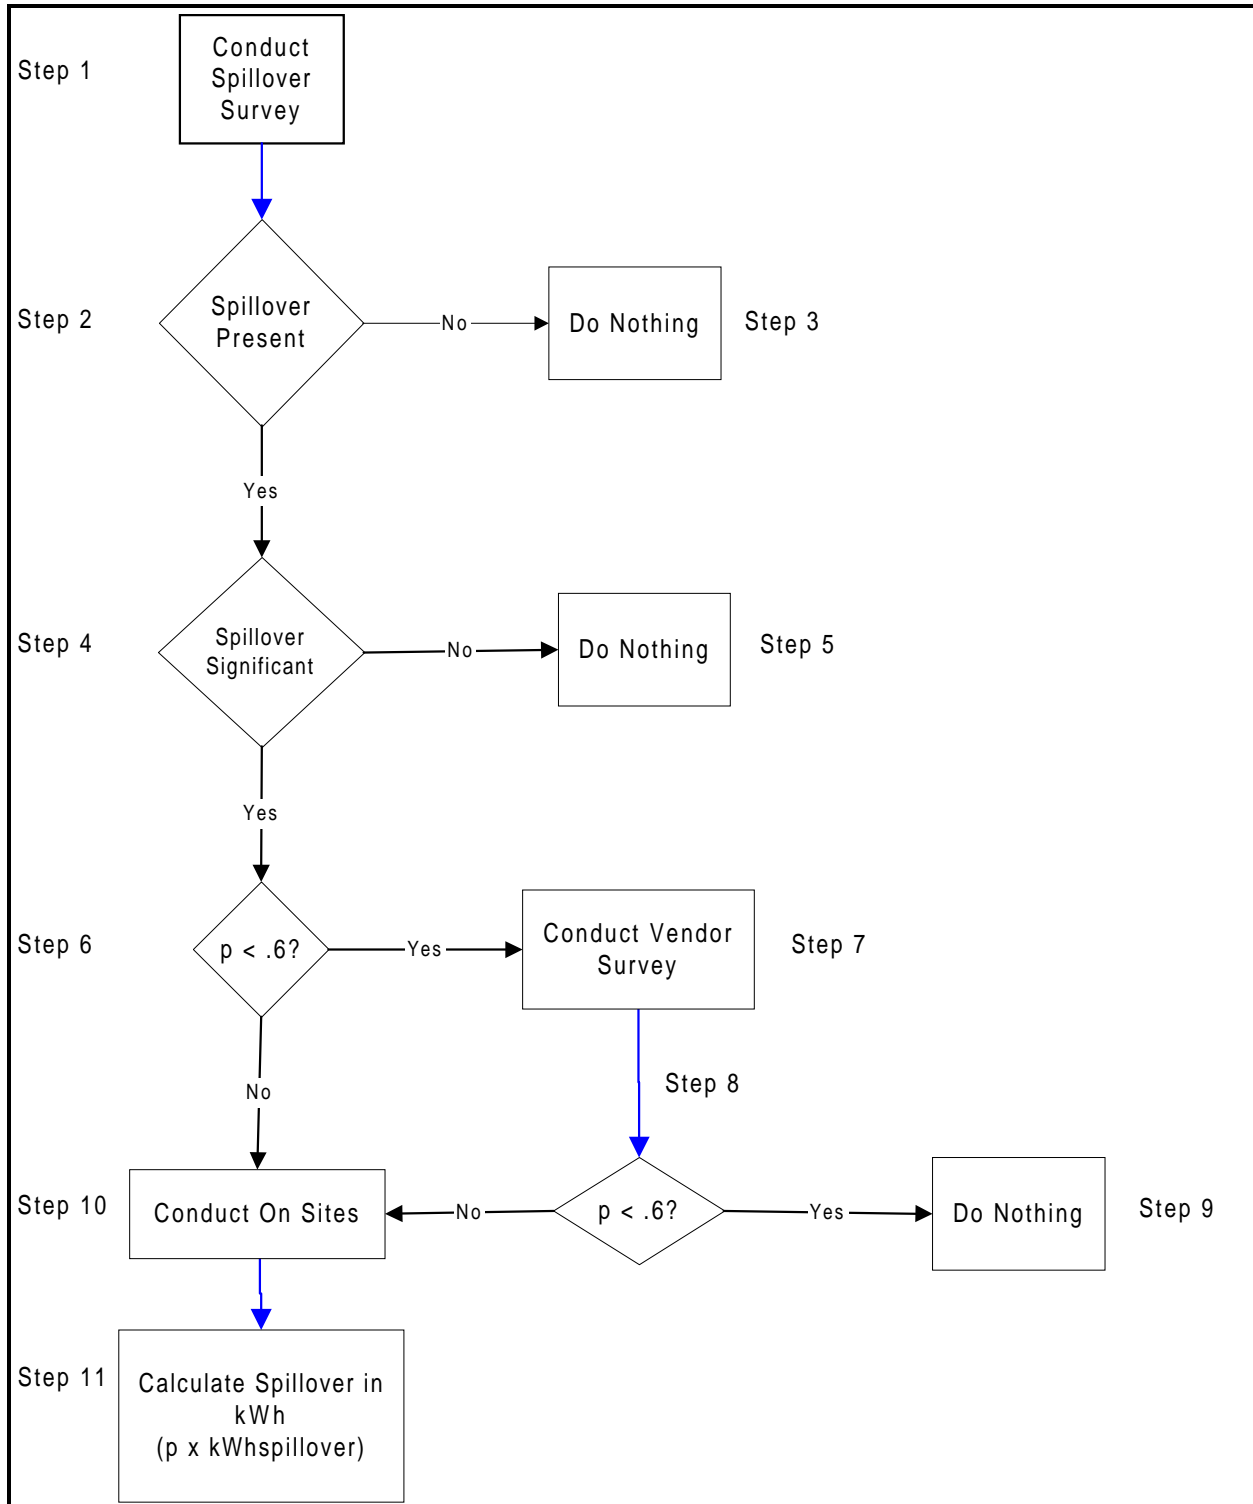 Step 1
Conduct
Spillover
Survey
Step 2
Spillover
Present
No
Do Nothing
Step 3
Yes
Step 4
Spillover
Significant
No
Do Nothing
Step 5
Yes
Step 6
p < .6?
Yes
Conduct Vendor
Survey
Step 7
No
Step 8
Step 10
Conduct On Sites
No
p < .6?
Yes
Do Nothing
Step 9
Step 11
Calculate Spillover in
kWh
(p x kWhspillover)